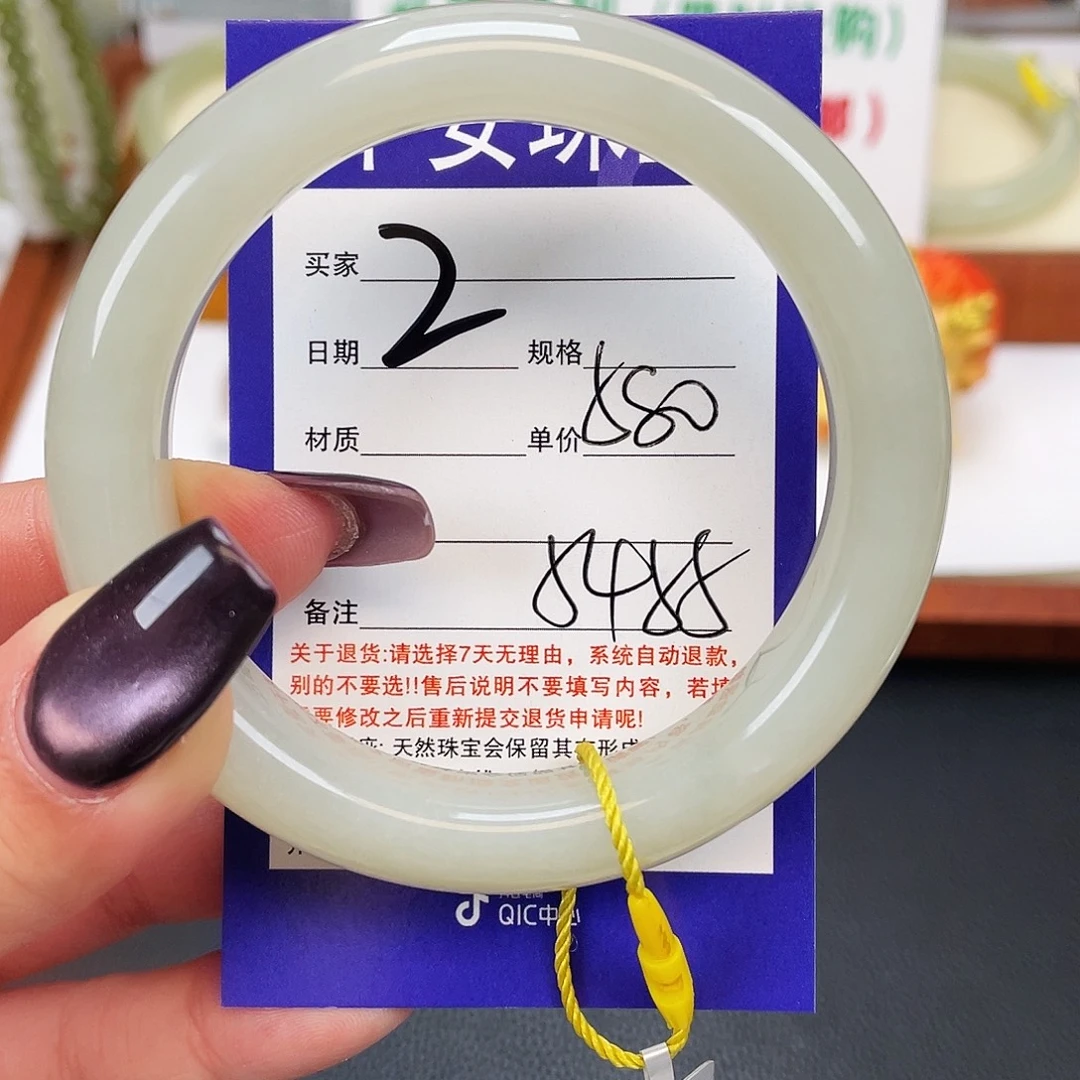 买家 2
日期 规格
材质 单价 880
8488
备注
关于退货:请选择7天无理由，系统自动退款，
别的不要选!!售后说明不要填写内容，若填
要修改之后重新提交退货申请呢!
天然珠宝会保留其
QIC中心